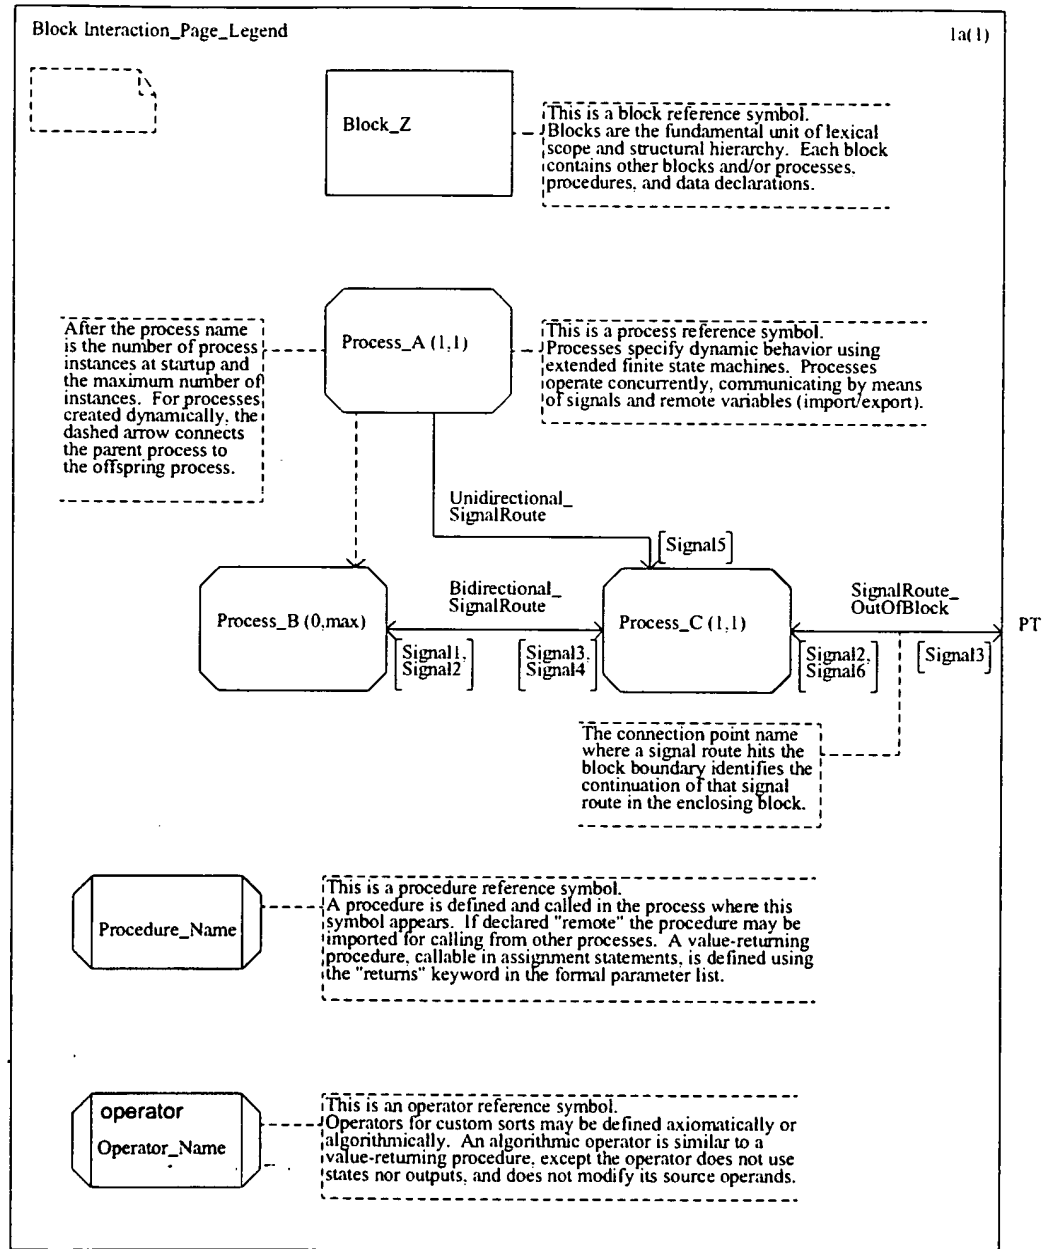 Block Interaction_Page_Legend
1a(1)
Block_Z
This is a block reference symbol.
Blocks are the fundamental unit of lexical
scope and structural hierarchy. Each block
contains other blocks and/or processes,
procedures, and data declarations.
After the process name
is the number of process
instances at startup and
the maximum number of
instances. For processes
created dynamically, the
dashed arrow connects
the parent process to
the offspring process.
Process_A (1,1)
This is a process reference symbol.
Processes specify dynamic behavior using
extended finite state machines. Processes
operate concurrently, communicating by means
of signals and remote variables (import/export).
Unidirectional_
SignalRoute
[Signal5]
Process_B (0,max)
Bidirectional_
SignalRoute
Process_C (1,1)
SignalRoute_
OutOfBlock
PT
[Signal1,
Signal2]
[Signal3,
Signal4]
[Signal2,
Signal6]
[Signal3]
The connection point name
where a signal route hits the
block boundary identifies the
continuation of that signal
route in the enclosing block.
Procedure_Name
This is a procedure reference symbol.
A procedure is defined and called in the process where this
symbol appears. If declared "remote" the procedure may be
imported for calling from other processes. A value-returning
procedure, callable in assignment statements, is defined using
the "returns" keyword in the formal parameter list.
operator
Operator_Name
This is an operator reference symbol.
Operators for custom sorts may be defined axiomatically or
algorithmically. An algorithmic operator is similar to a
value-returning procedure, except the operator does not use
states nor outputs, and does not modify its source operands.